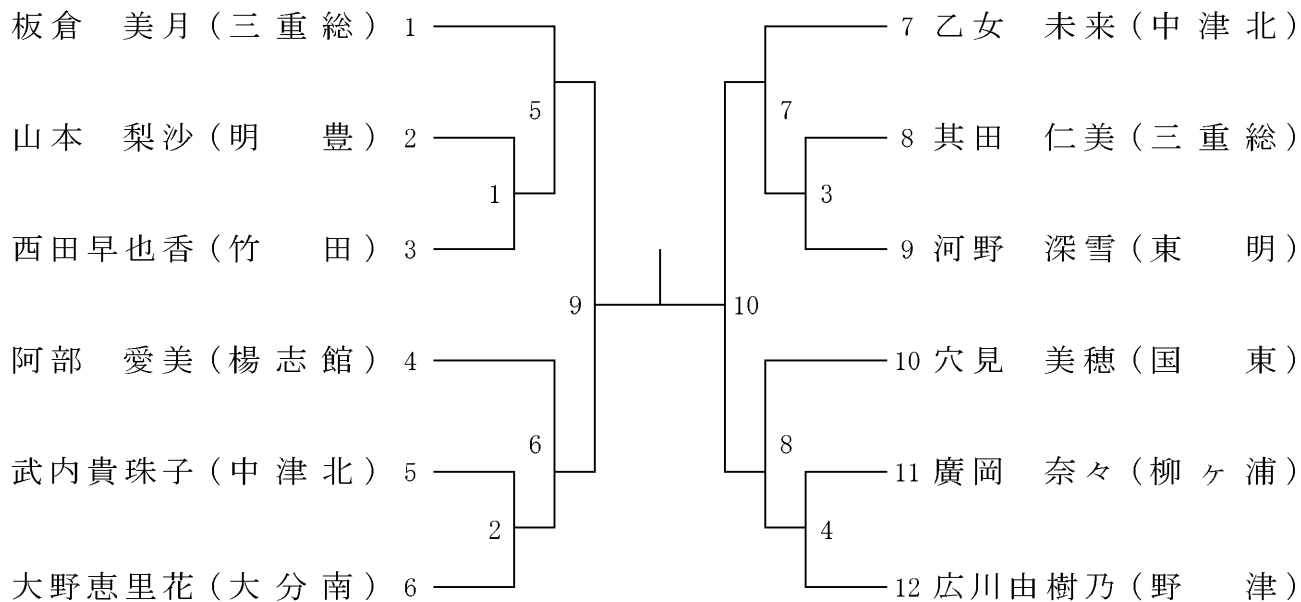 板倉　美月（三重総）1
5
山本　梨沙（明　豊）2
1
西田早也香（竹　田）3
9
阿部　愛美（楊志館）4
6
武内貴珠子（中津北）5
2
大野恵里花（大分南）6
7 乙女　未来（中津北）
7
8 其田　仁美（三重総）
3
9 河野　深雪（東　明）
10
10 穴見　美穂（国　東）
8
11 廣岡　奈々（柳ヶ浦）
4
12 広川由樹乃（野　津）